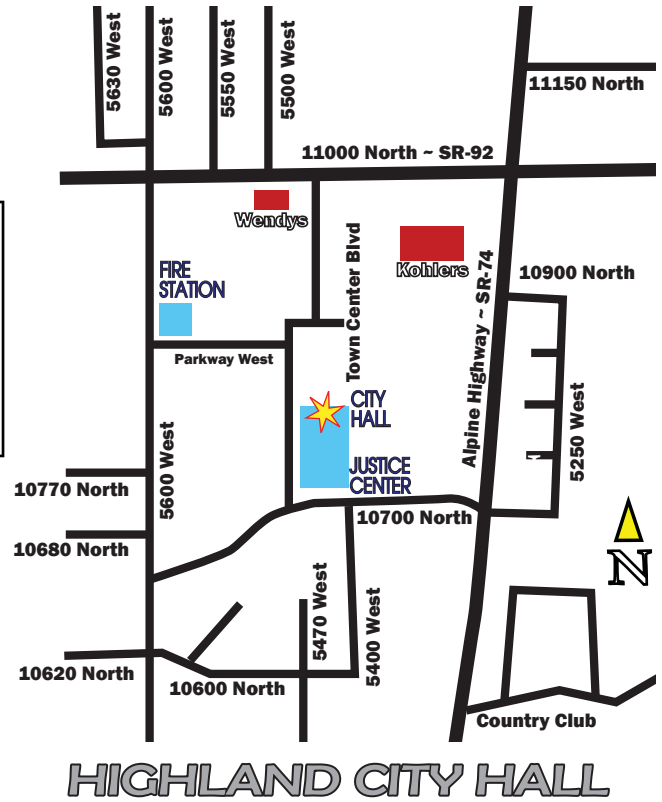 5630 West
5600 West
5550 West
5500 West
11150 North
11000 North ~ SR-92
Wendys
Town Center Blvd
Kohlers
Alpine Highway ~ SR-74
10900 North
FIRE
STATION
Parkway West
CITY
HALL
5250 West
5600 West
JUSTICE
CENTER
10770 North
10700 North
10680 North
N
5470 West
5400 West
10620 North
10600 North
Country Club
HIGHLAND CITY HALL